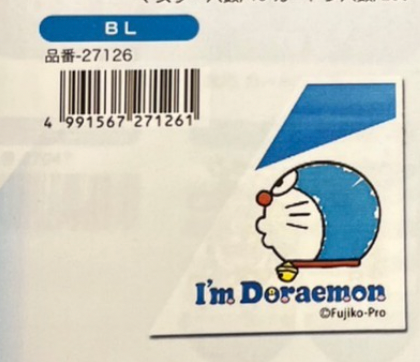 BL
品番-27126
4 991567 271261
I'm Doraemon
©Fujiko-Pro